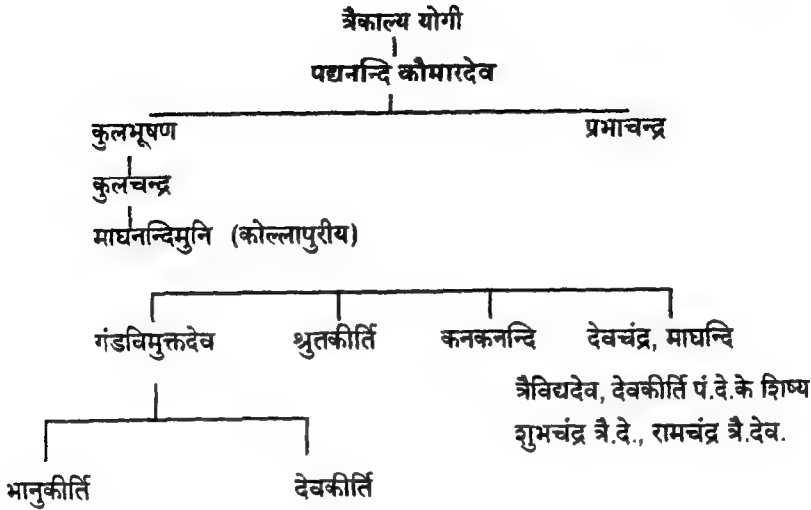 त्रैकाल्य योगी
पद्यनन्दि कौमारदेव
कुलभूषण प्रभाचन्द्र
कुलचन्द्र
माघनन्दिमुनि (कोल्लापुरीय)
गंडविमुक्तदेव श्रुतकीर्ति कनकनन्दि देवचंद्र, माघन्दि
त्रैविद्यदेव, देवकीर्ति पं.दे.के शिष्य
शुभचंद्र त्रै.दे., रामचंद्र त्रै.देव.
भानुकीर्ति देवकीर्ति